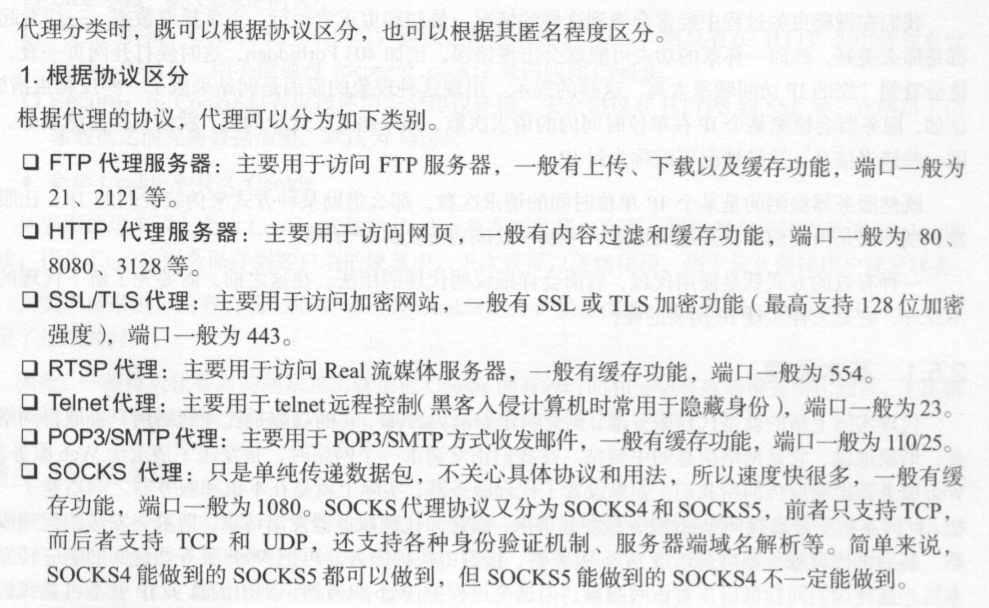 代理分类时，既可以根据协议区分，也可以根据其匿名程度区分。
1. 根据协议区分
根据代理的协议，代理可以分为如下类别。
❑ FTP 代理服务器：主要用于访问 FTP 服务器，一般有上传、下载以及缓存功能，端口一般为
21、2121 等。
❑ HTTP 代理服务器：主要用于访问网页，一般有内容过滤和缓存功能，端口一般为 80、
8080、3128 等。
❑ SSL/TLS 代理：主要用于访问加密网站，一般有 SSL 或 TLS 加密功能（最高支持 128 位加密
强度），端口一般为 443。
❑ RTSP 代理：主要用于访问 Real 流媒体服务器，一般有缓存功能，端口一般为 554。
❑ Telnet 代理：主要用于 telnet 远程控制（黑客入侵计算机时常用于隐藏身份），端口一般为 23。
❑ POP3/SMTP 代理：主要用于 POP3/SMTP 方式收发邮件，一般有缓存功能，端口一般为 110/25。
❑ SOCKS 代理：只是单纯传递数据包，不关心具体协议和用法，所以速度快很多，一般有缓
存功能，端口一般为 1080。SOCKS 代理协议又分为 SOCKS4 和 SOCKS5，前者只支持 TCP，
而后者支持 TCP 和 UDP，还支持各种身份验证机制、服务器端域名解析等。简单来说，
SOCKS4 能做到的 SOCKS5 都可以做到，但 SOCKS5 能做到的 SOCKS4 不一定能做到。